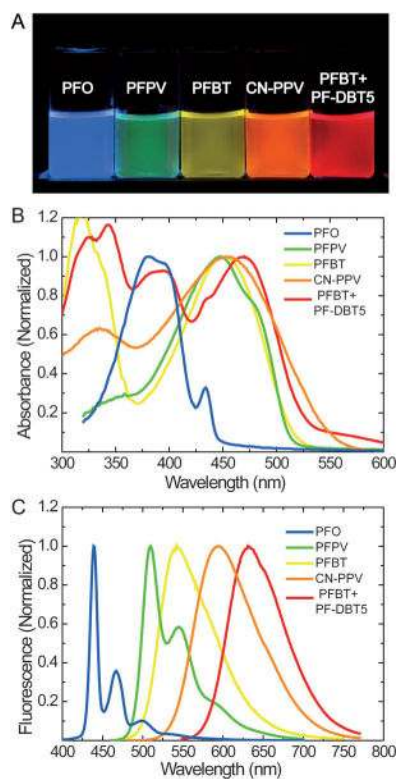 A
PFO
PFPV
PFBT
CN-PPV
PFBT+
PF-DBT5
B
Absorbance (Normalized)
1.2
1.0
0.8
0.6
0.4
0.2
PFO
PFPV
PFBT
CN-PPV
PFBT+
PF-DBT5
300 350 400 450 500 550 600
Wavelength (nm)
C
Fluorescence (Normalized)
1.2
1.0
0.8
0.6
0.4
0.2
PFO
PFPV
PFBT
CN-PPV
PFBT+
PF-DBT5
400 450 500 550 600 650 700 750 800
Wavelength (nm)